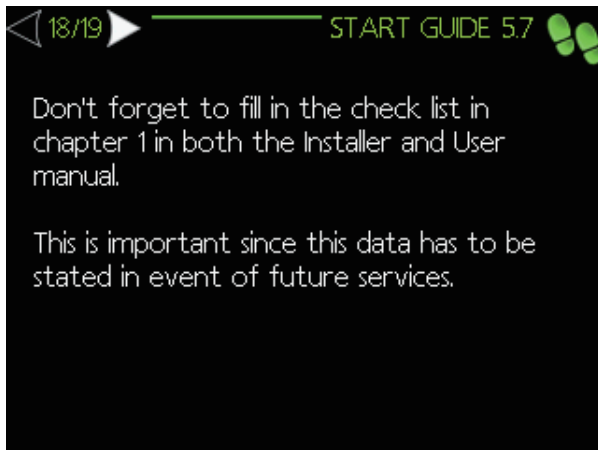 18/19
START GUIDE 5.7
Don't forget to fill in the check list in
chapter 1 in both the Installer and User
manual.
This is important since this data has to be
stated in event of future services.